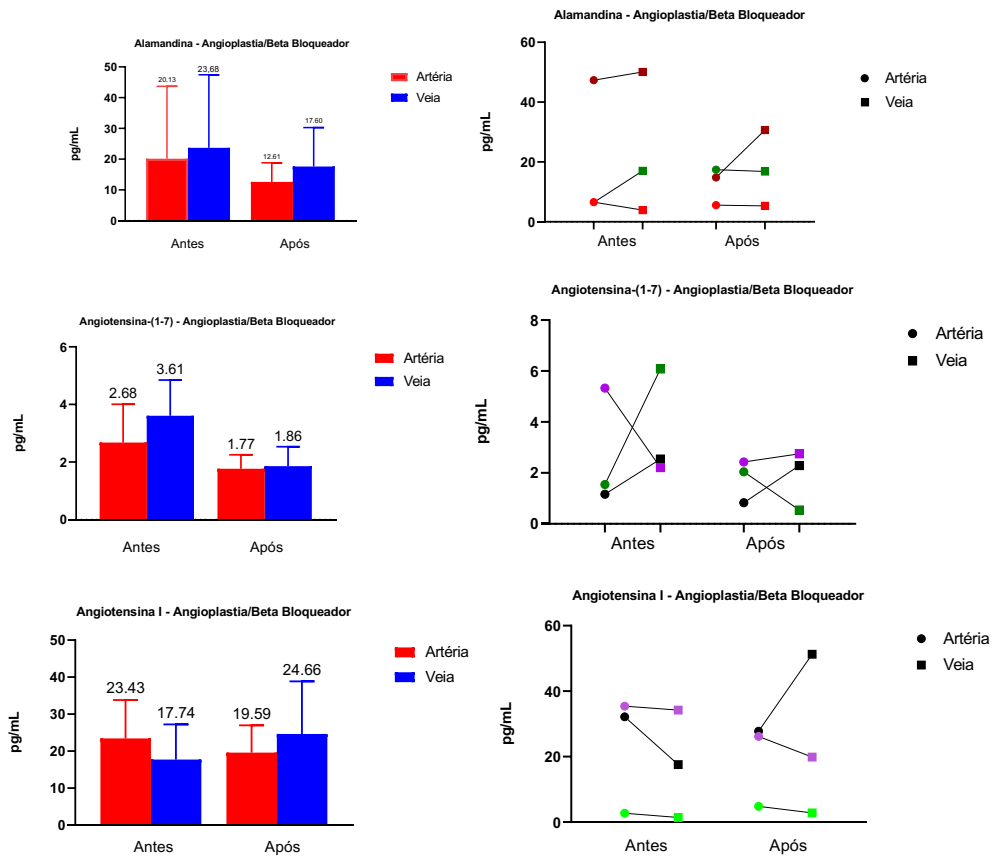 Alamandina - Angioplastia/Beta Bloqueador
50
40
30
20
10
0
pg/mL
20.13
23,68
12.61
17.60
Antes
Após
Artéria
Veia
Alamandina - Angioplastia/Beta Bloqueador
60
40
20
0
pg/mL
Antes
Após
Artéria
Veia
Angiotensina-(1-7) - Angioplastia/Beta Bloqueador
6
4
2
0
pg/mL
2.68
3.61
1.77
1.86
Antes
Após
Artéria
Veia
Angiotensina-(1-7) - Angioplastia/Beta Bloqueador
8
6
4
2
0
pg/mL
Antes
Após
Artéria
Veia
Angiotensina I - Angioplastia/Beta Bloqueador
50
40
30
20
10
0
pg/mL
23.43
17.74
19.59
24.66
Antes
Após
Artéria
Veia
Angiotensina I - Angioplastia/Beta Bloqueador
60
40
20
0
pg/mL
Antes
Após
Artéria
Veia